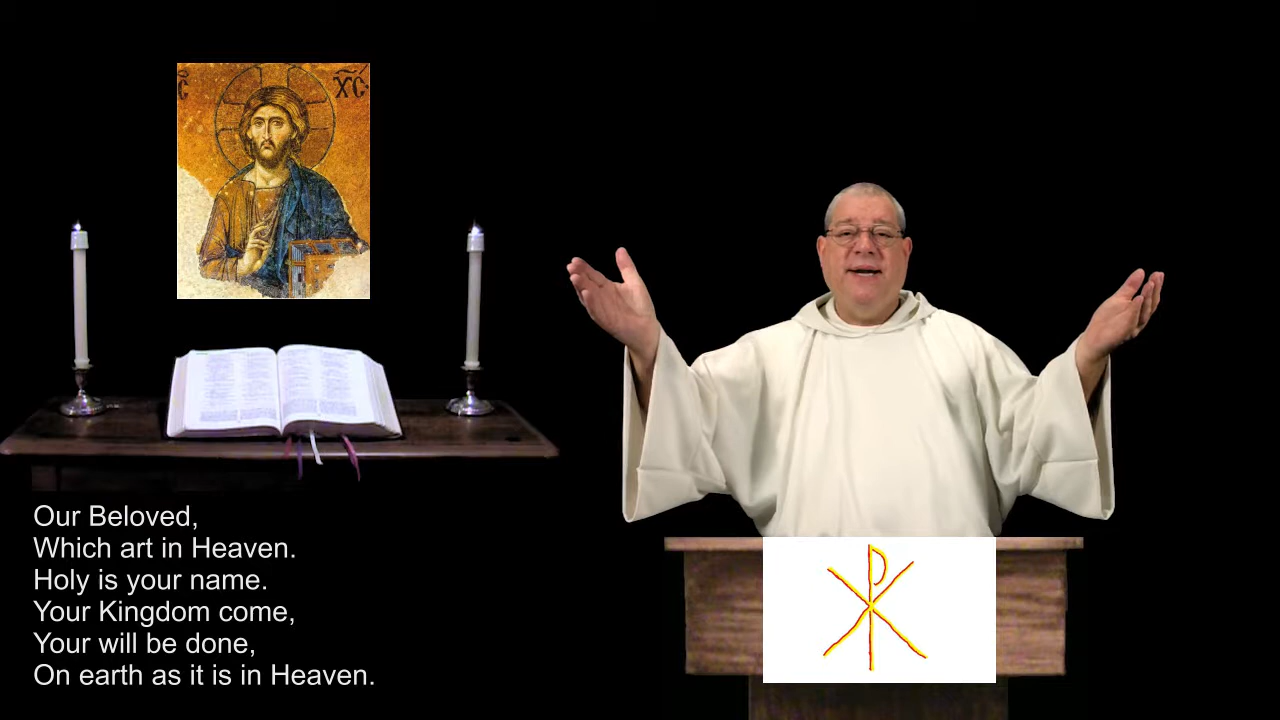 XC
Our Beloved,
Which art in Heaven.
Holy is your name.
Your Kingdom come,
Your will be done,
On earth as it is in Heaven.